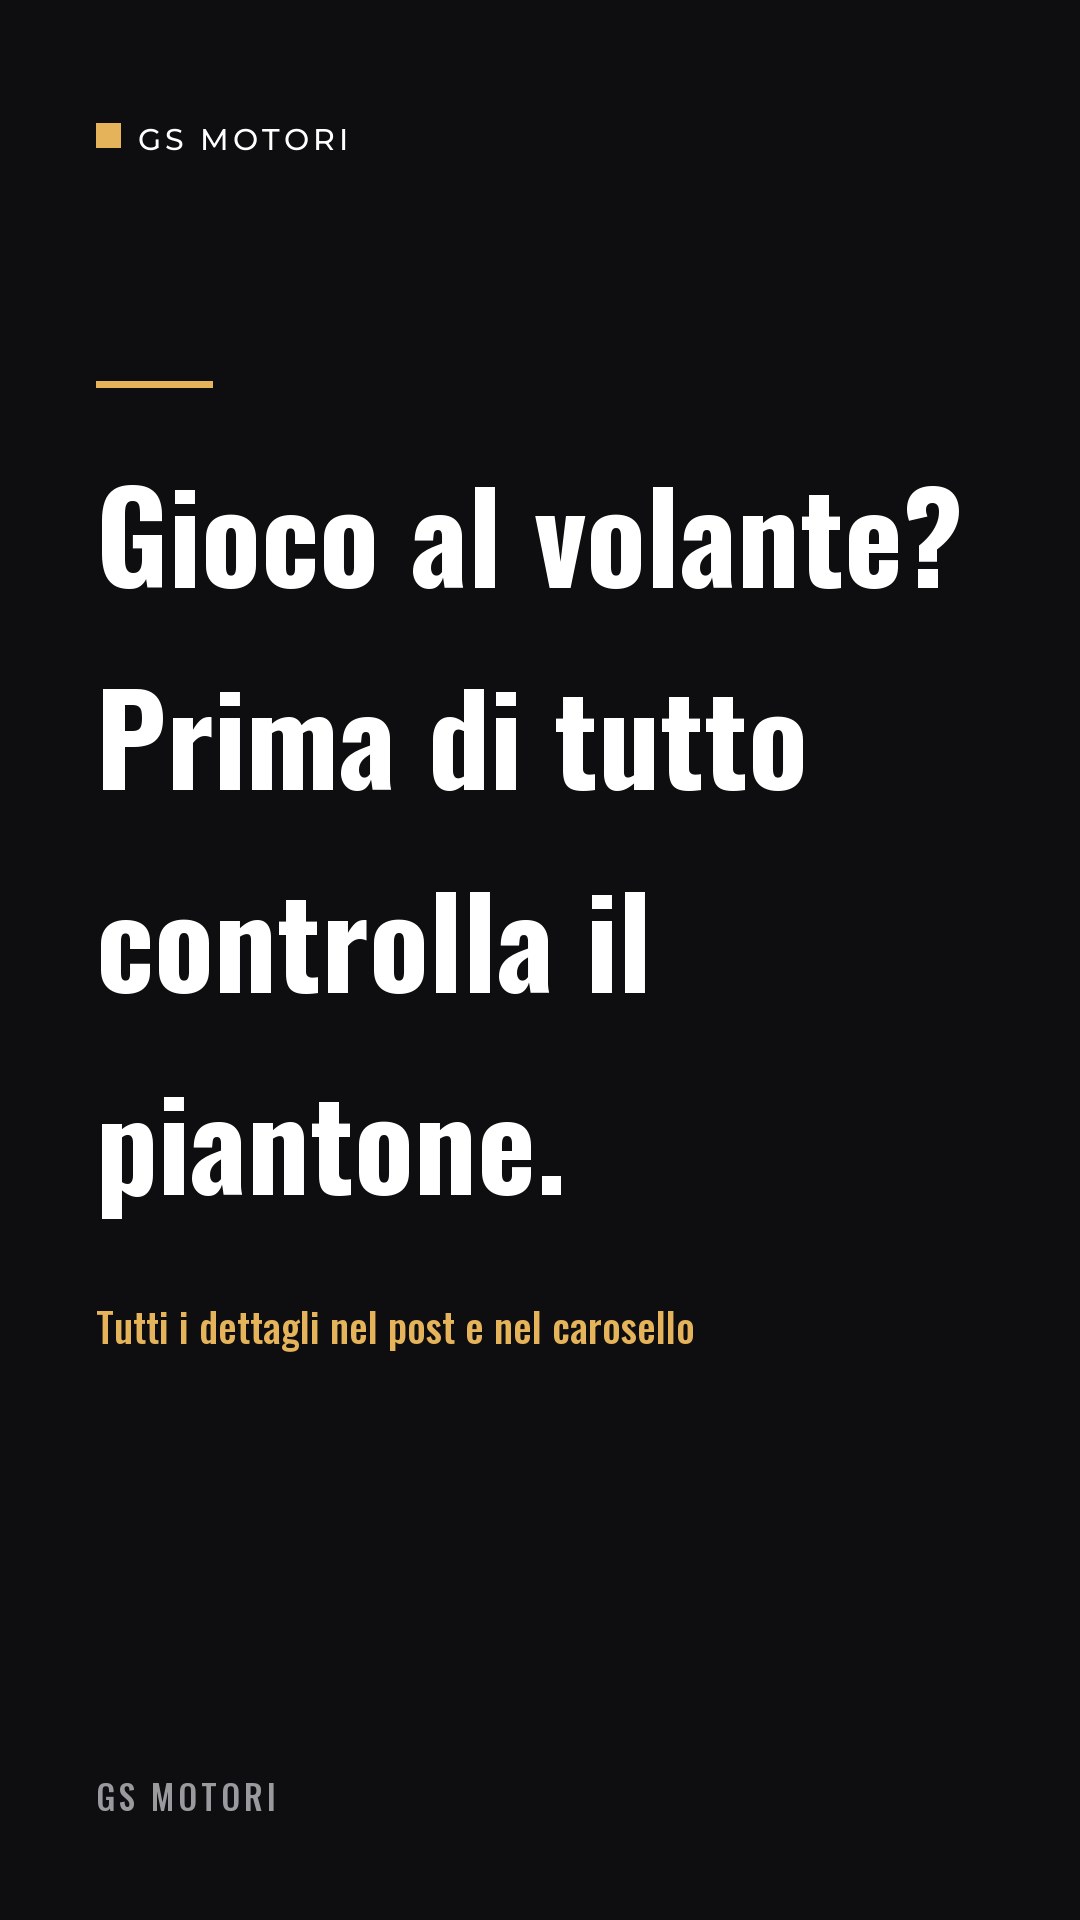 GS MOTORI
Gioco al volante?
Prima di tutto
controlla il
piantone.
Tutti i dettagli nel post e nel carosello
GS MOTORI